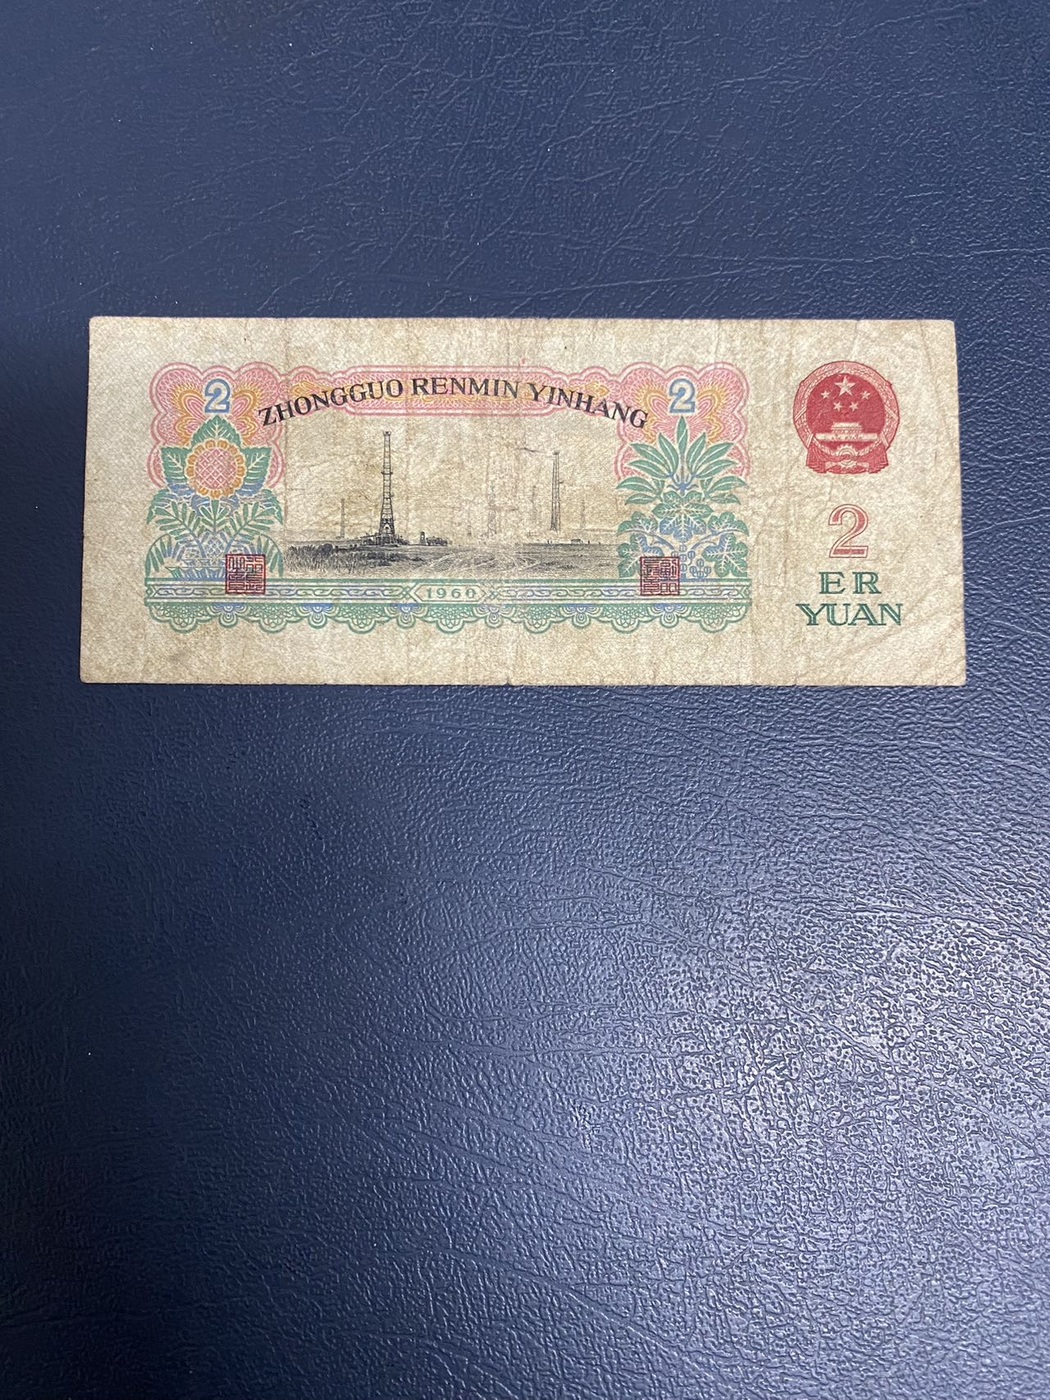 2
ZHONGGUO RENMIN YINHANG
2
2
ER
YUAN
1960